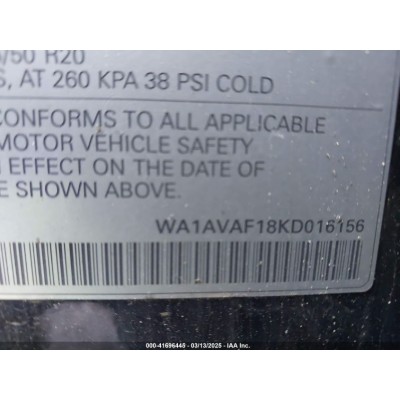 /50 R20
S, AT 260 KPA 38 PSI COLD
CONFORMS TO ALL APPLICABLE
MOTOR VEHICLE SAFETY
EFFECT ON THE DATE OF
E SHOWN ABOVE.
WA1AVAF18KD016156
000-41696445 - 03/13/2025 - IAA Inc.